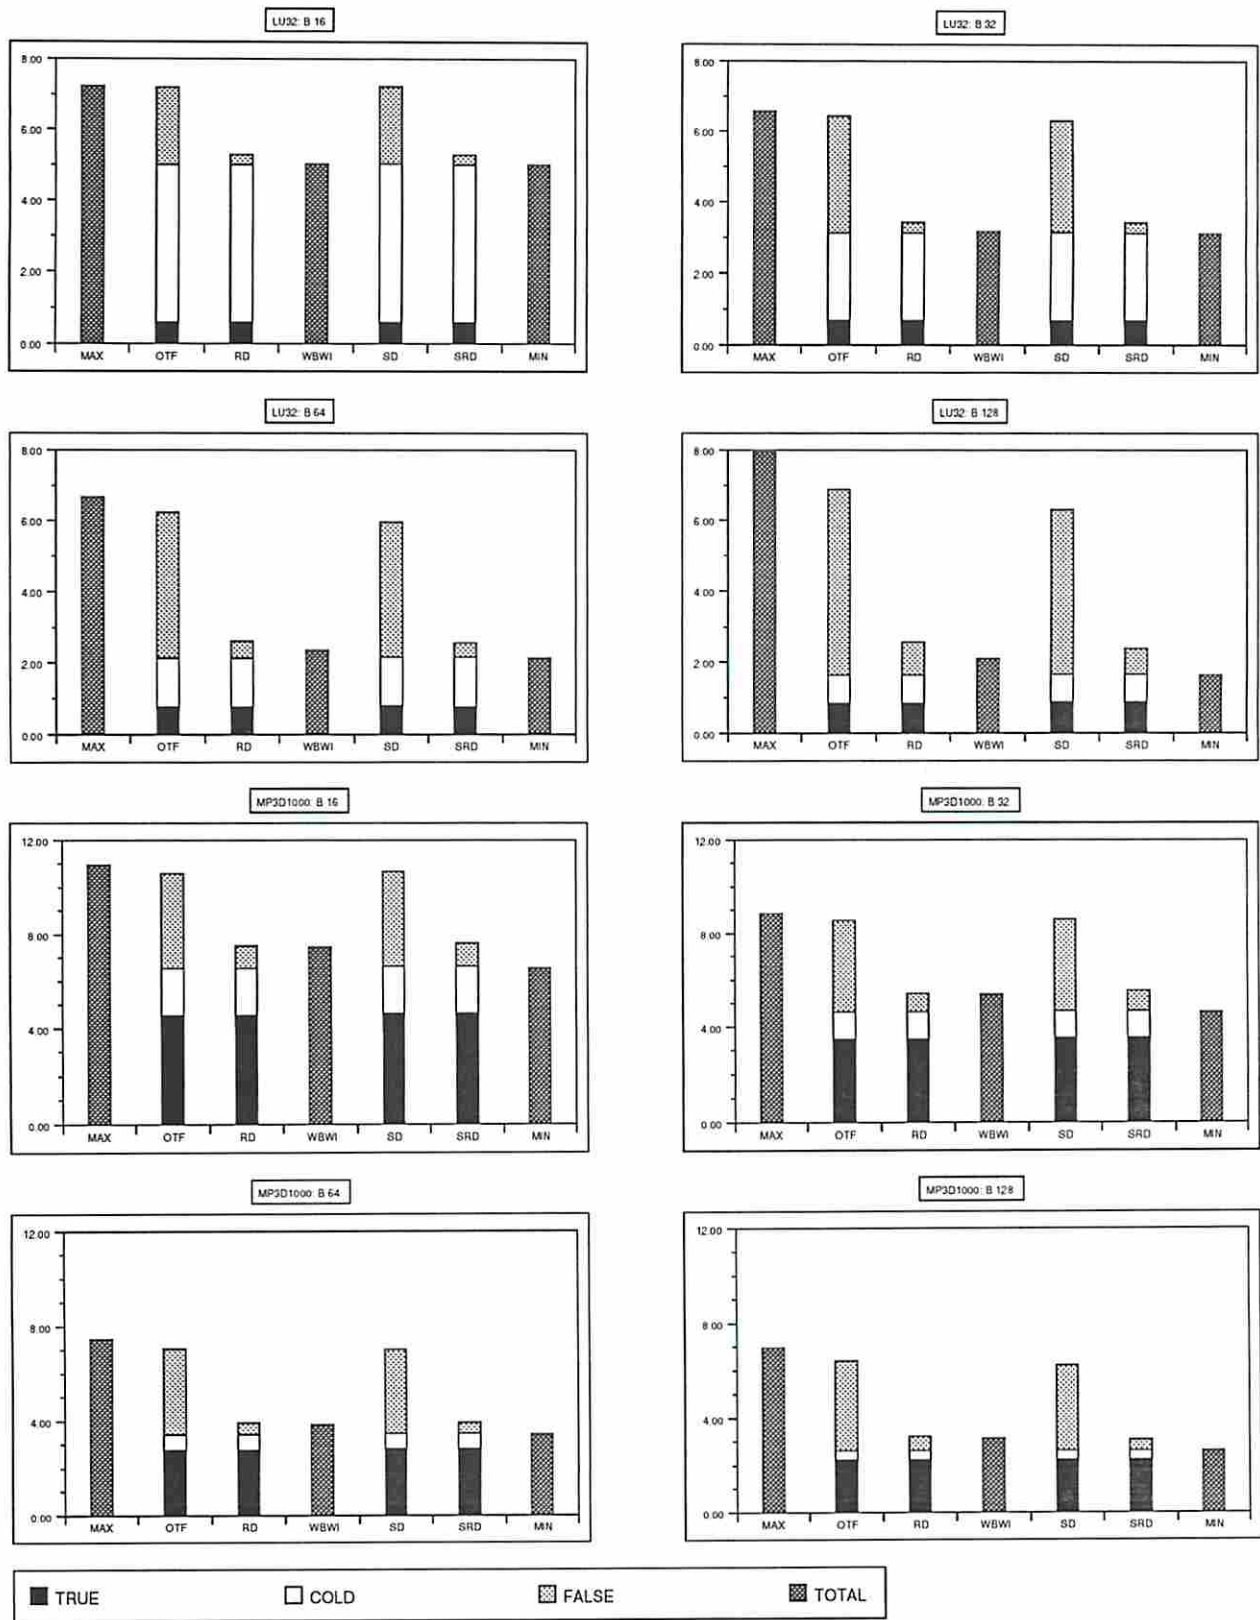 LU32: B 16
8.00
6.00
4.00
2.00
0.00
MAX OTF RD WBWI SD SRD MIN
LU32: B 32
8.00
6.00
4.00
2.00
0.00
MAX OTF RD WBWI SD SRD MIN
LU32: B 64
8.00
6.00
4.00
2.00
0.00
MAX OTF RD WBWI SD SRD MIN
LU32: B 128
8.00
6.00
4.00
2.00
0.00
MAX OTF RD WBWI SD SRD MIN
MP3D1000: B 16
12.00
8.00
4.00
0.00
MAX OTF RD WBWI SD SRD MIN
MP3D1000: B 32
12.00
8.00
4.00
0.00
MAX OTF RD WBWI SD SRD MIN
MP3D1000: B 64
12.00
8.00
4.00
0.00
MAX OTF RD WBWI SD SRD MIN
MP3D1000: B 128
12.00
8.00
4.00
0.00
MAX OTF RD WBWI SD SRD MIN
TRUE COLD FALSE TOTAL